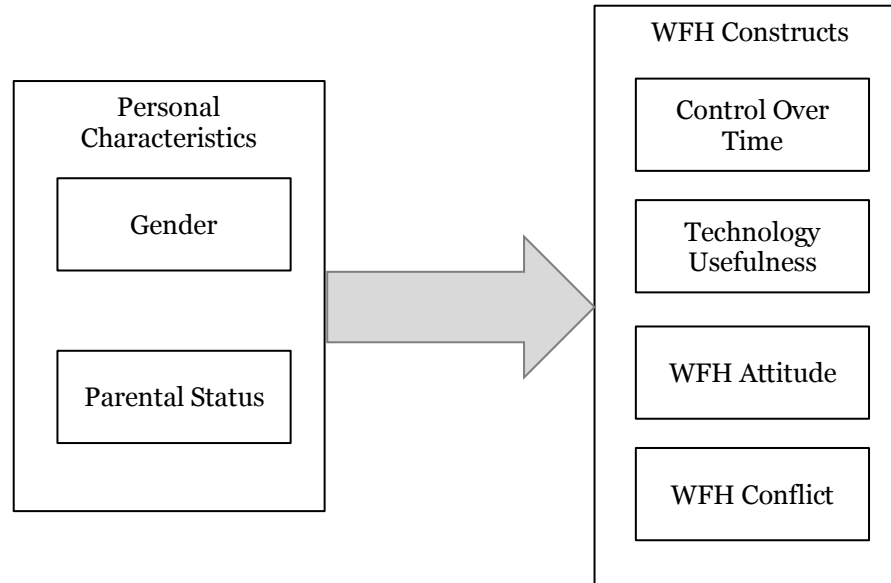 Personal
Characteristics
Gender
Parental Status
WFH Constructs
Control Over
Time
Technology
Usefulness
WFH Attitude
WFH Conflict